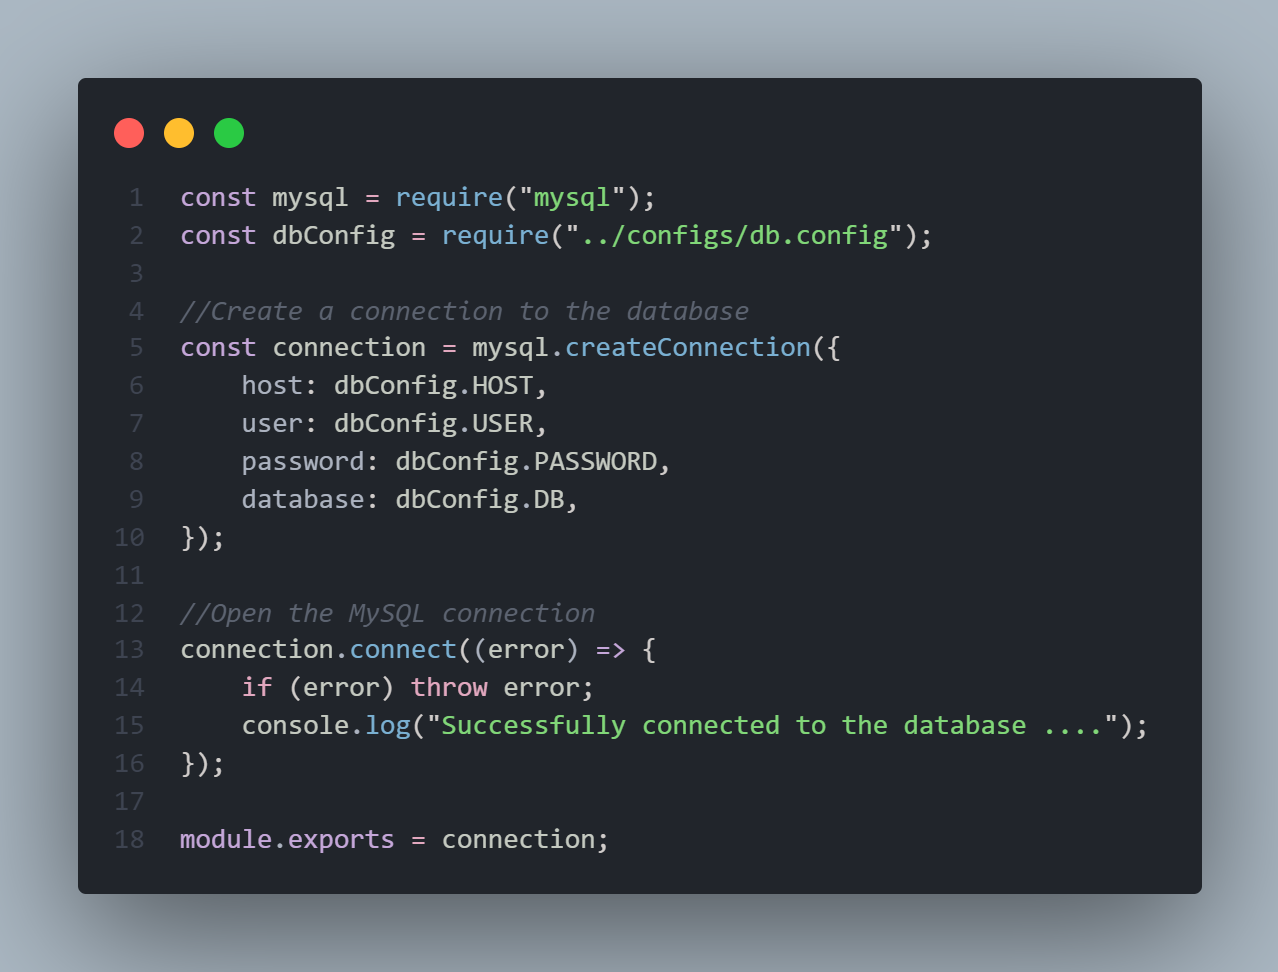 1 const mysql = require("mysql");
2 const dbConfig = require("../configs/db.config");
3
4 //Create a connection to the database
5 const connection = mysql.createConnection({
6     host: dbConfig.HOST,
7     user: dbConfig.USER,
8     password: dbConfig.PASSWORD,
9     database: dbConfig.DB,
10 });
11
12 //Open the MySQL connection
13 connection.connect((error) => {
14     if (error) throw error;
15     console.log("Successfully connected to the database ....");
16 });
17
18 module.exports = connection;